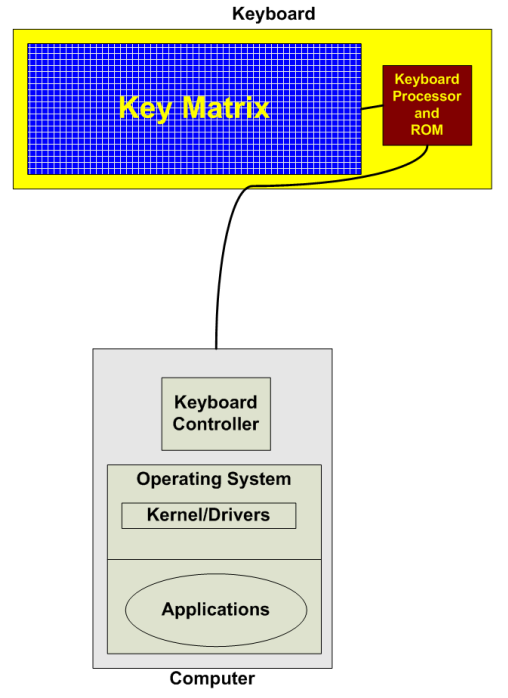 Keyboard
Key Matrix
Keyboard
Processor
and
ROM
Keyboard
Controller
Operating System
Kernel/Drivers
Applications
Computer